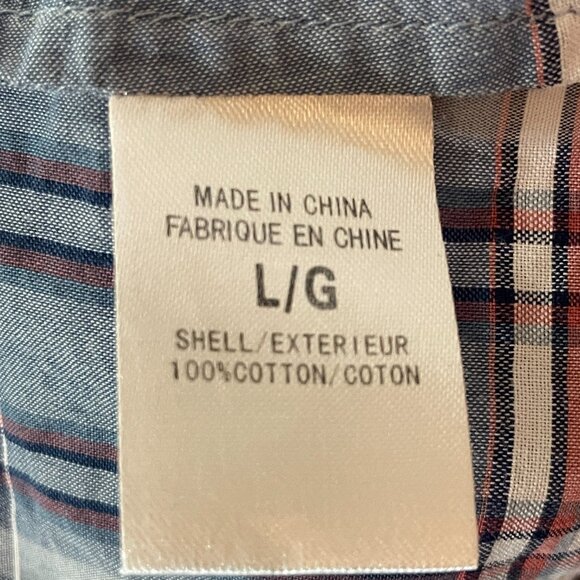 MADE IN CHINA
FABRIQUE EN CHINE
L/G
SHELL/EXTERIEUR
100%COTTON/COTON